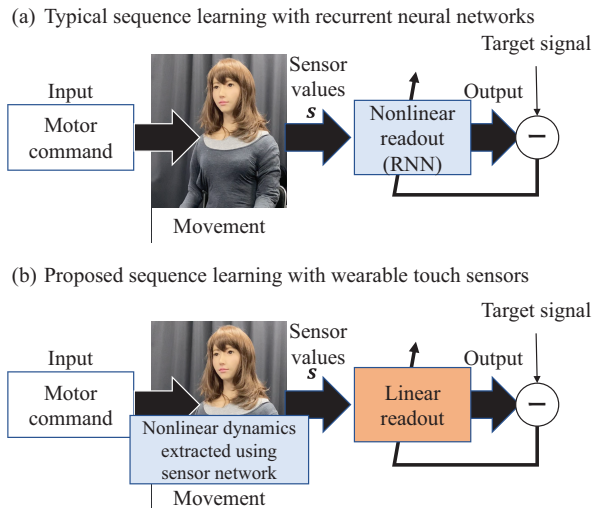 (a) Typical sequence learning with recurrent neural networks
Target signal
Input
Sensor
values
s
Output
Motor
command
Nonlinear
readout
(RNN)
−
Movement
(b) Proposed sequence learning with wearable touch sensors
Target signal
Input
Sensor
values
s
Output
Motor
command
Linear
readout
−
Nonlinear dynamics
extracted using
sensor network
Movement